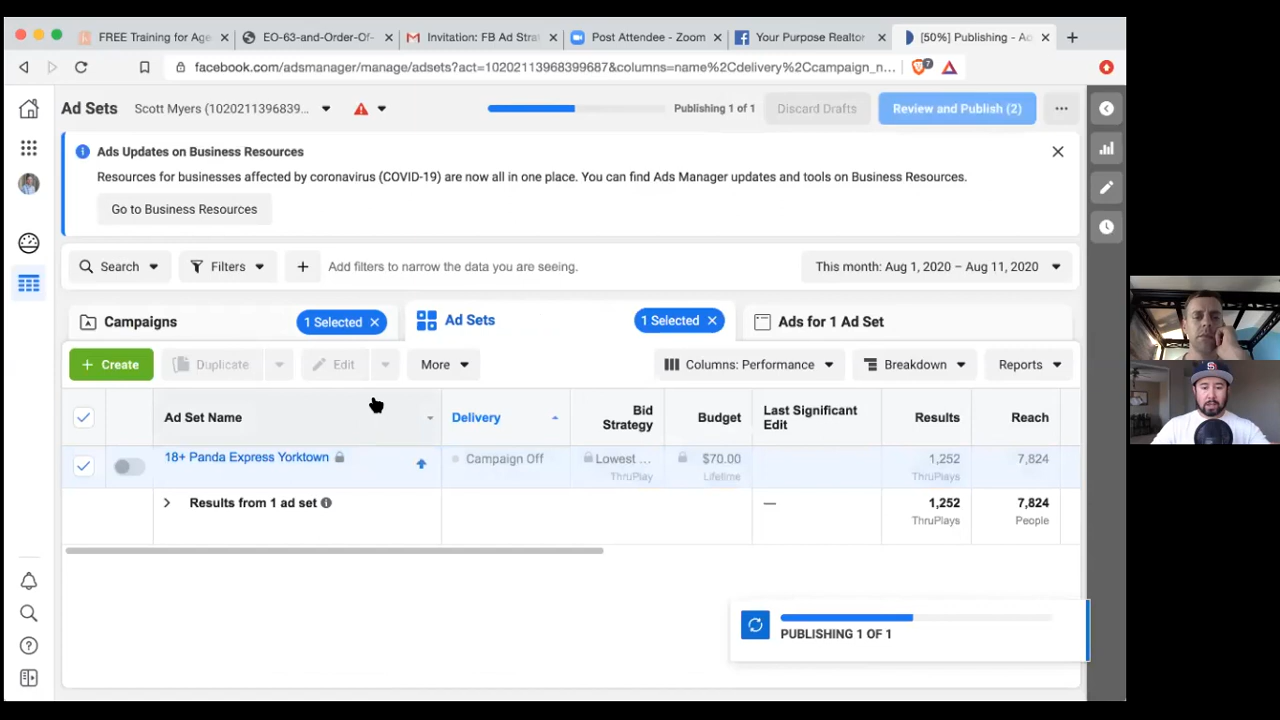 FREE Training for Age
EO-63-and-Order-Of-
Invitation: FB Ad Stra
Post Attendee - Zoom
Your Purpose Realtor
[50%] Publishing - Ad
facebook.com/adsmanager/manage/adsets?act=10202113968399687&columns=name%2Cdelivery%2Ccampaign_n...
7
Ad Sets
Scott Myers (1020211396839...
Publishing 1 of 1
Discard Drafts
Review and Publish (2)
Ads Updates on Business Resources
Resources for businesses affected by coronavirus (COVID-19) are now all in one place. You can find Ads Manager updates and tools on Business Resources.
Go to Business Resources
Search
Filters
Add filters to narrow the data you are seeing.
This month: Aug 1, 2020 – Aug 11, 2020
Campaigns
1 Selected
Ad Sets
1 Selected
Ads for 1 Ad Set
+ Create
Duplicate
Edit
More
Columns: Performance
Breakdown
Reports
Ad Set Name
Delivery
Bid
Strategy
Budget
Last Significant
Edit
Results
Reach
18+ Panda Express Yorktown
Campaign Off
Lowest ...
ThruPlay
$70.00
Lifetime
1,252
ThruPlays
7,824
Results from 1 ad set
—
1,252
ThruPlays
7,824
People
PUBLISHING 1 OF 1